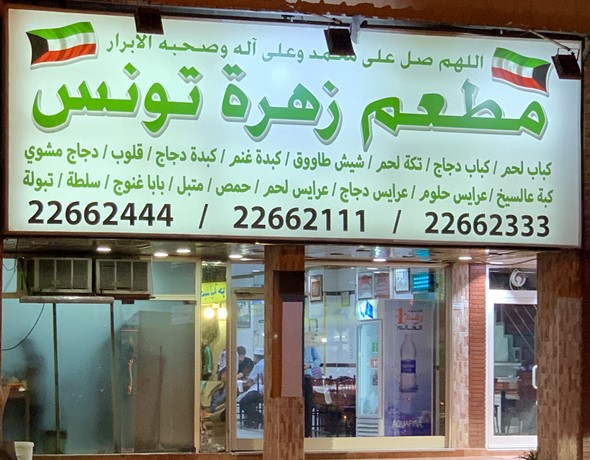 اللهم صل على محمد وعلى آله وصحبه الابرار
مطعم زهرة تونس
كباب لحم / كباب دجاج / تكة لحم / شيش طاووق / كبدة غنم / كبدة دجاج / قلوب / دجاج مشوي
كبة عالسيخ / عرايس حلوم / عرايس دجاج / عرايس لحم / حمص / متبل / بابا غنوج / سلطة / تبولة
22662444 / 22662111 / 22662333
AQUAFINA